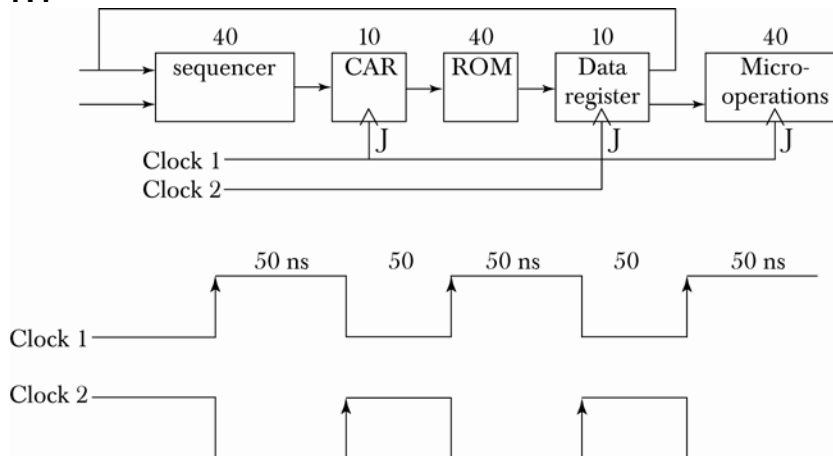 40 10 40 10 40
sequencer CAR ROM Data Micro-
register operations
J J J
Clock 1
Clock 2
50 ns 50 50 ns 50 50 ns
Clock 1
Clock 2